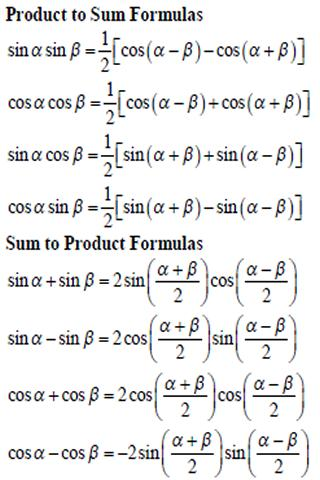 Product to Sum Formulas
sin α sin β = 1/2 [cos(α − β) − cos(α + β)]
cos α cos β = 1/2 [cos(α − β) + cos(α + β)]
sin α cos β = 1/2 [sin(α + β) + sin(α − β)]
cos α sin β = 1/2 [sin(α + β) − sin(α − β)]
Sum to Product Formulas
sin α + sin β = 2 sin((α + β)/2) cos((α − β)/2)
sin α − sin β = 2 cos((α + β)/2) sin((α − β)/2)
cos α + cos β = 2 cos((α + β)/2) cos((α − β)/2)
cos α − cos β = −2 sin((α + β)/2) sin((α − β)/2)